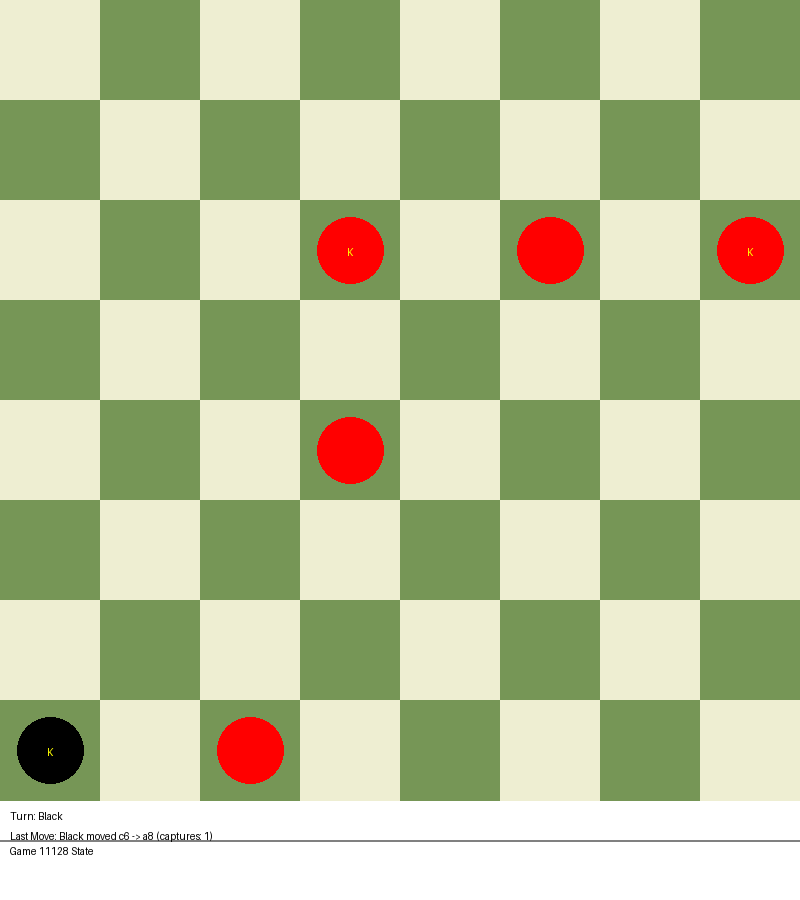 K
K
K
Turn: Black
Last Move: Black moved c6 -> a8 (captures: 1)
Game 11128 State